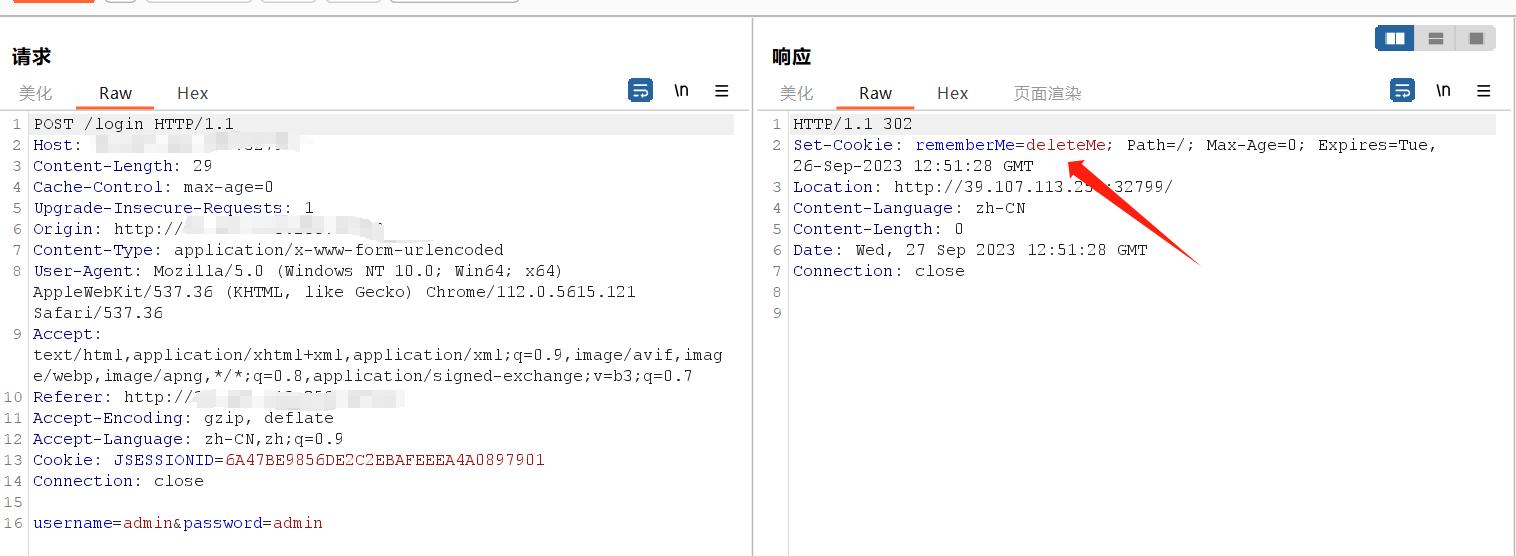 请求
美化 Raw Hex \n
1 POST /login HTTP/1.1
2 Host:
3 Content-Length: 29
4 Cache-Control: max-age=0
5 Upgrade-Insecure-Requests: 1
6 Origin: http://
7 Content-Type: application/x-www-form-urlencoded
8 User-Agent: Mozilla/5.0 (Windows NT 10.0; Win64; x64)
AppleWebKit/537.36 (KHTML, like Gecko) Chrome/112.0.5615.121
Safari/537.36
9 Accept:
text/html,application/xhtml+xml,application/xml;q=0.9,image/avif,imag
e/webp,image/apng,*/*;q=0.8,application/signed-exchange;v=b3;q=0.7
10 Referer: http://
11 Accept-Encoding: gzip, deflate
12 Accept-Language: zh-CN,zh;q=0.9
13 Cookie: JSESSIONID=6A47BE9856DE2C2EBAFEEEA4A0897901
14 Connection: close
15
16 username=admin&password=admin
响应
美化 Raw Hex 页面渲染 \n
1 HTTP/1.1 302
2 Set-Cookie: rememberMe=deleteMe; Path=/; Max-Age=0; Expires=Tue,
26-Sep-2023 12:51:28 GMT
3 Location: http://39.107.113.25 :32799/
4 Content-Language: zh-CN
5 Content-Length: 0
6 Date: Wed, 27 Sep 2023 12:51:28 GMT
7 Connection: close
8
9